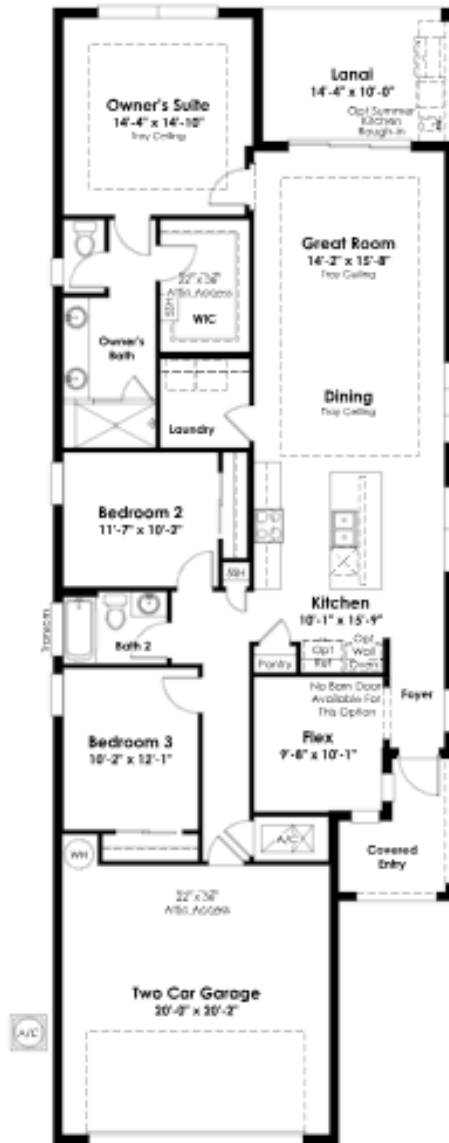 Owner's Suite
14'-4" x 14'-10"
Tray Ceiling
Lanai
14'-4" x 10'-0"
Opt Summer
Kitchen
Rough-in
Great Room
14'-2" x 15'-8"
Tray Ceiling
22" x 36"
Attic Access
5SH
WIC
Owner's
Bath
Dining
Tray Ceiling
Laundry
Bedroom 2
11'-7" x 10'-2"
5SH
Kitchen
10'-1" x 15'-9"
Transom
Bath 2
Pantry
Opt
Ref
Opt
Wall
Oven
No Barn Door
Available For
This Option
Foyer
Flex
9'-8" x 10'-1"
Bedroom 3
10'-2" x 12'-1"
WH
A/C
Covered
Entry
22" x 36"
Attic Access
Two Car Garage
20'-0" x 20'-2"
A/C